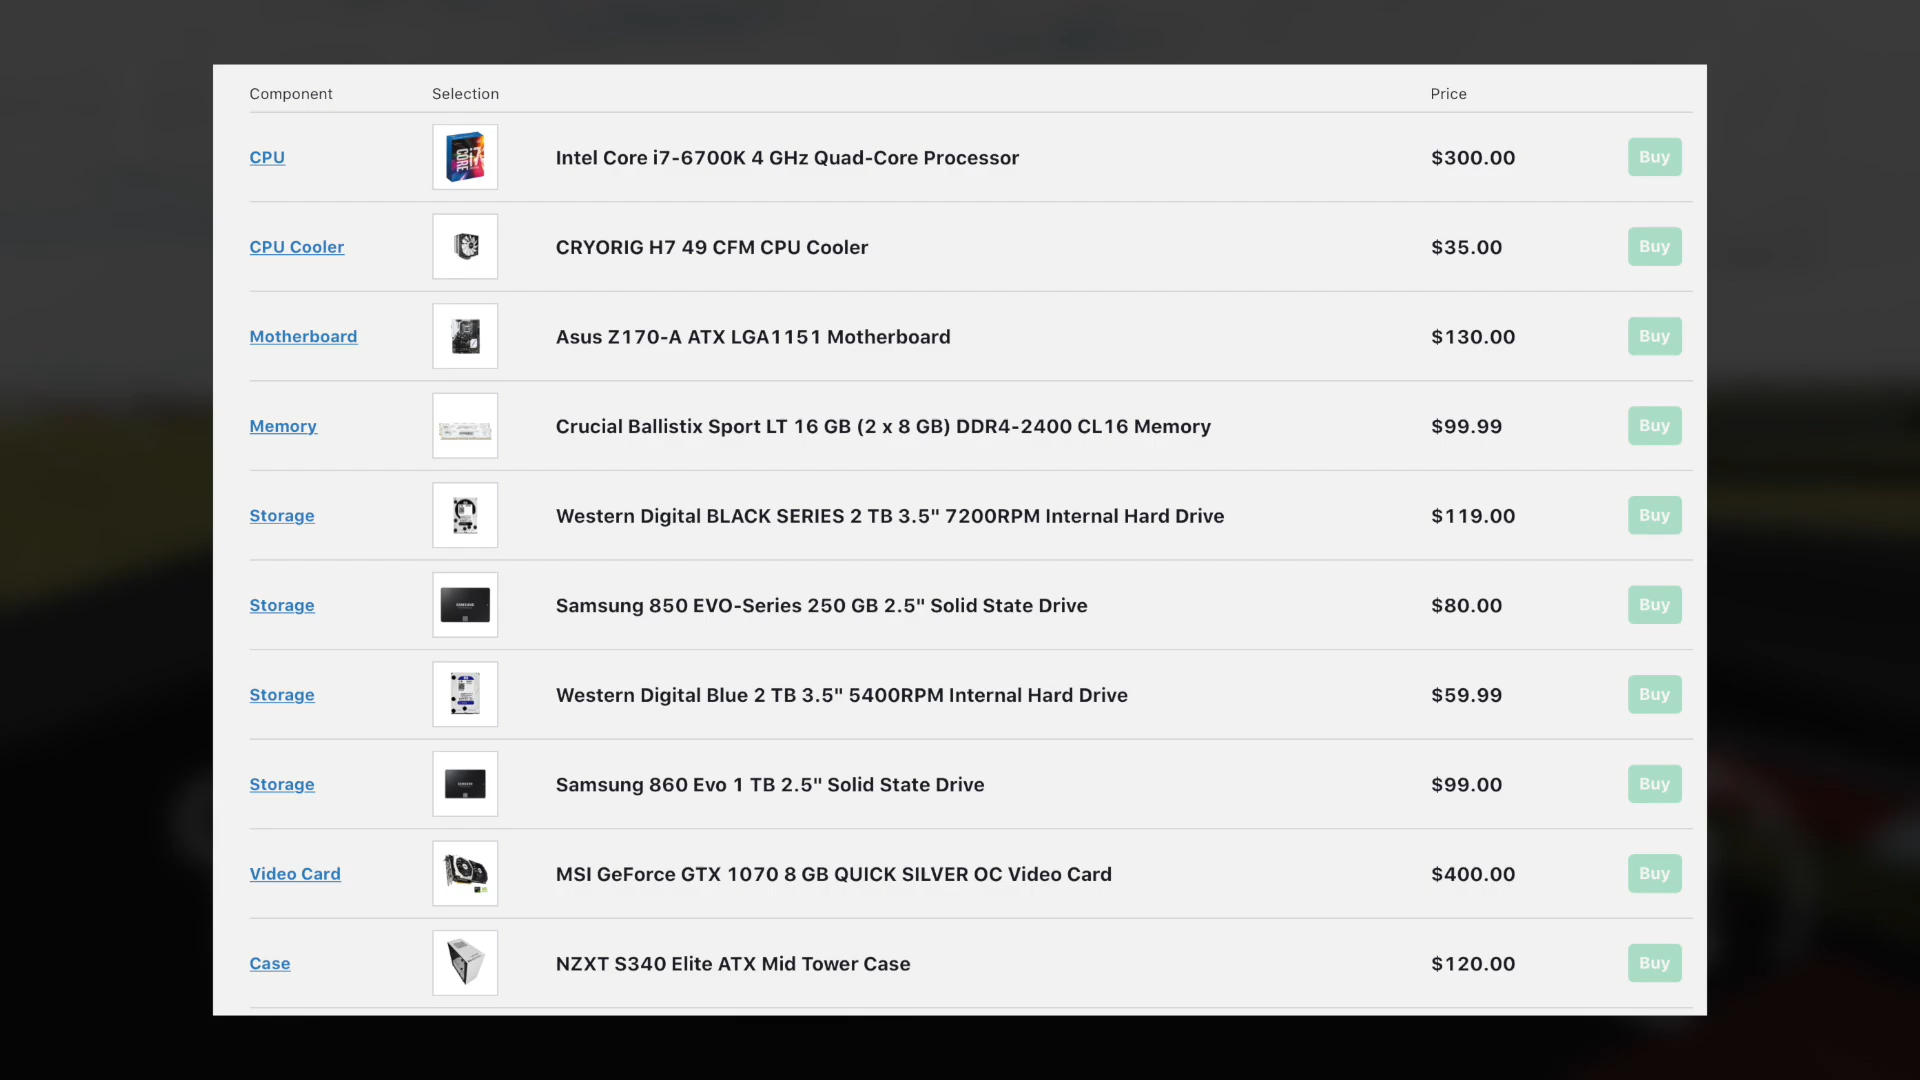 Component Selection Price
CPU Intel Core i7-6700K 4 GHz Quad-Core Processor $300.00 Buy
CPU Cooler CRYORIG H7 49 CFM CPU Cooler $35.00 Buy
Motherboard Asus Z170-A ATX LGA1151 Motherboard $130.00 Buy
Memory Crucial Ballistix Sport LT 16 GB (2 x 8 GB) DDR4-2400 CL16 Memory $99.99 Buy
Storage Western Digital BLACK SERIES 2 TB 3.5" 7200RPM Internal Hard Drive $119.00 Buy
Storage Samsung 850 EVO-Series 250 GB 2.5" Solid State Drive $80.00 Buy
Storage Western Digital Blue 2 TB 3.5" 5400RPM Internal Hard Drive $59.99 Buy
Storage Samsung 860 Evo 1 TB 2.5" Solid State Drive $99.00 Buy
Video Card MSI GeForce GTX 1070 8 GB QUICK SILVER OC Video Card $400.00 Buy
Case NZXT S340 Elite ATX Mid Tower Case $120.00 Buy